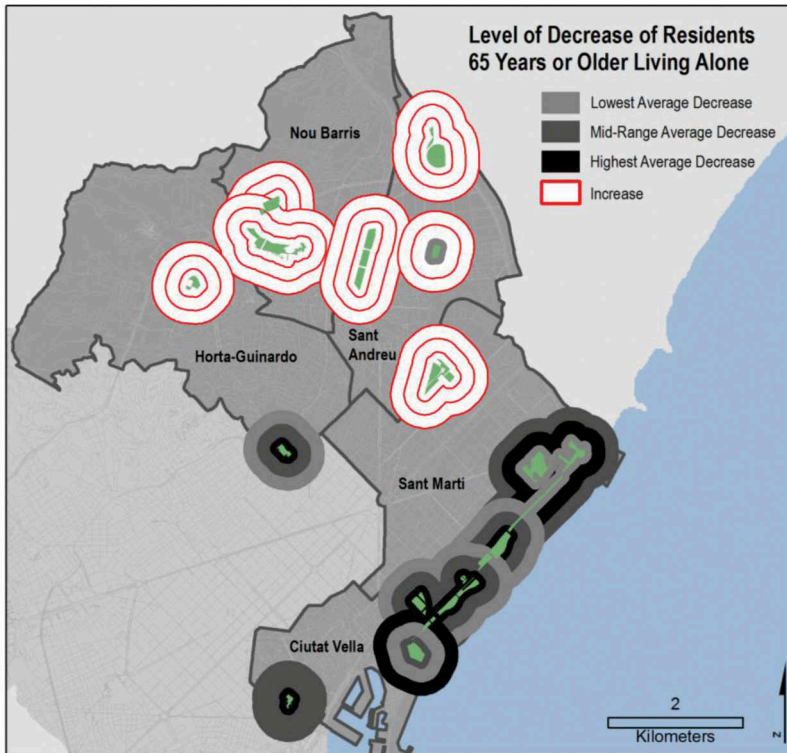 Level of Decrease of Residents
65 Years or Older Living Alone
Lowest Average Decrease
Mid-Range Average Decrease
Highest Average Decrease
Increase
Nou Barris
Sant
Andreu
Horta-Guinardo
Sant Marti
Ciutat Vella
2
Kilometers
z